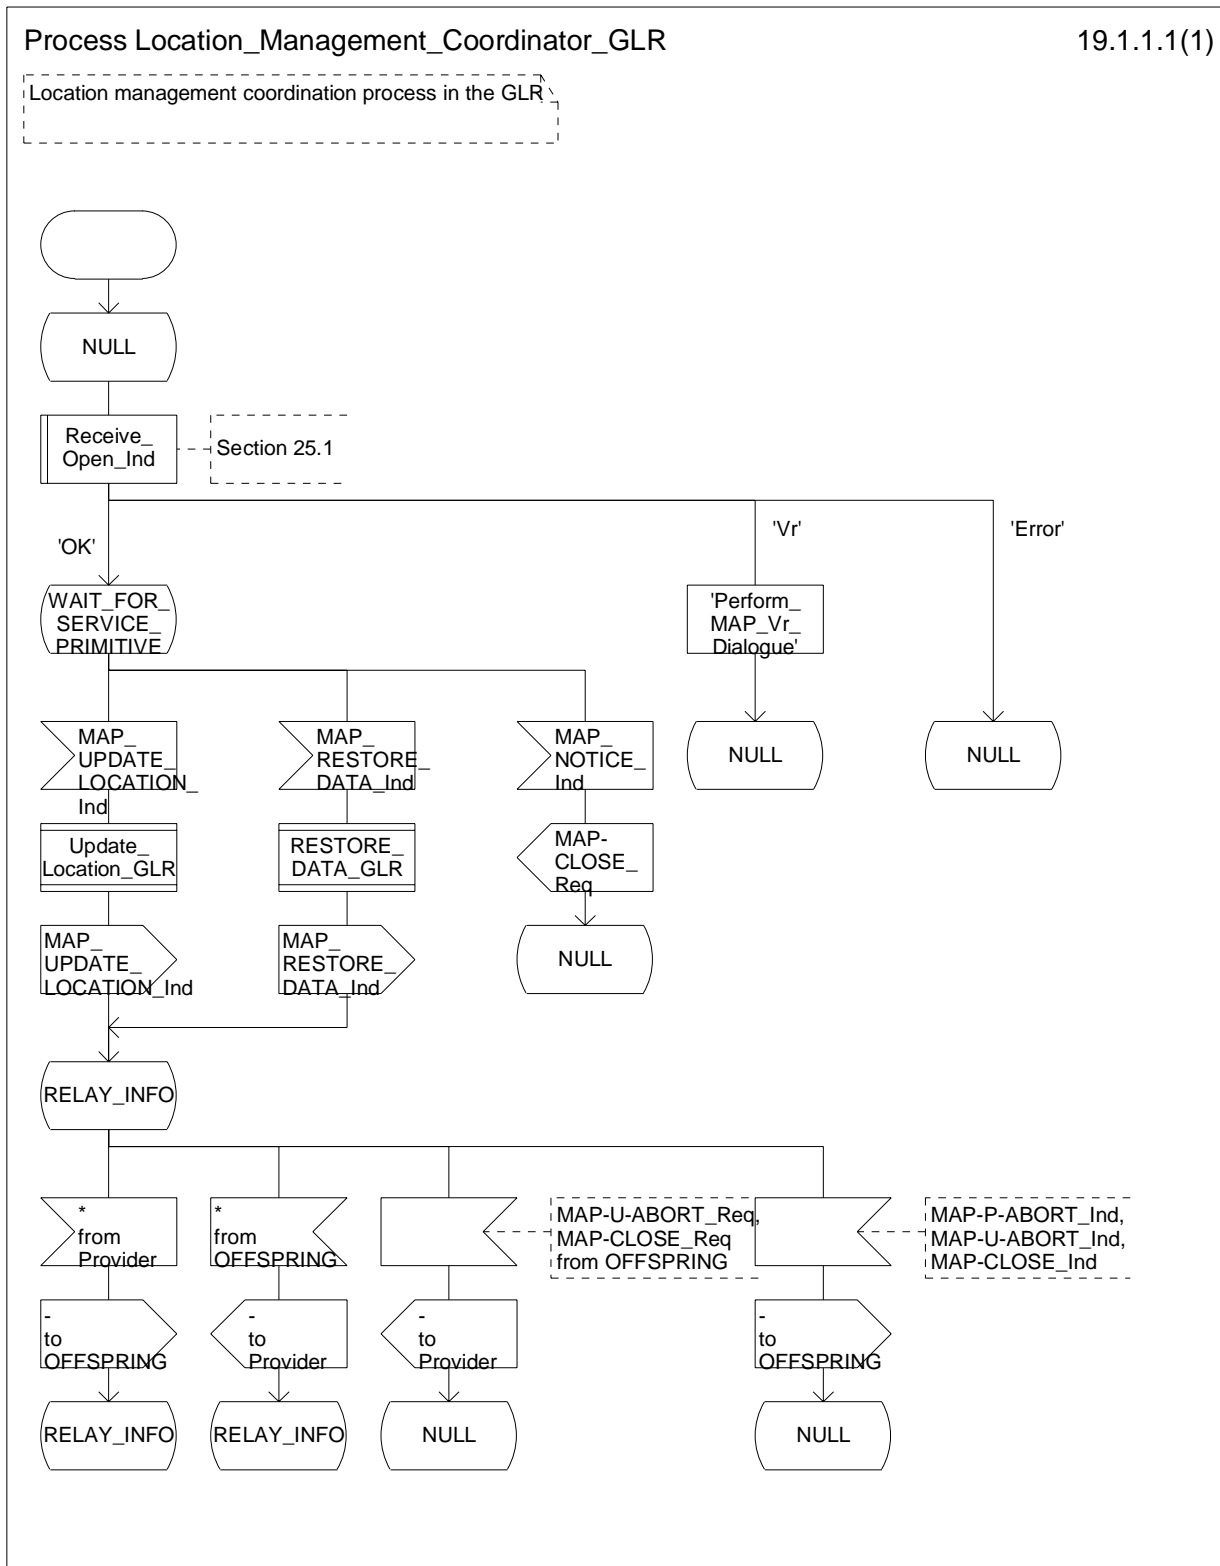 Process Location_Management_Coordinator_GLR
19.1.1.1(1)
Location management coordination process in the GLR
NULL
Receive_
Open_Ind
Section 25.1
'OK'
'Vr'
'Error'
WAIT_FOR_
SERVICE_
PRIMITIVE
'Perform_
MAP_Vr_
Dialogue'
MAP_
UPDATE_
LOCATION_
Ind
MAP_
RESTORE_
DATA_Ind
MAP_
NOTICE_
Ind
NULL
NULL
Update_
Location_GLR
RESTORE_
DATA_GLR
MAP-
CLOSE_
Req
MAP_
UPDATE_
LOCATION_Ind
MAP_
RESTORE_
DATA_Ind
NULL
RELAY_INFO
*
from
Provider
*
from
OFFSPRING
MAP-U-ABORT_Req,
MAP-CLOSE_Req
from OFFSPRING
MAP-P-ABORT_Ind,
MAP-U-ABORT_Ind,
MAP-CLOSE_Ind
-
to
OFFSPRING
-
to
Provider
-
to
Provider
-
to
OFFSPRING
RELAY_INFO
RELAY_INFO
NULL
NULL